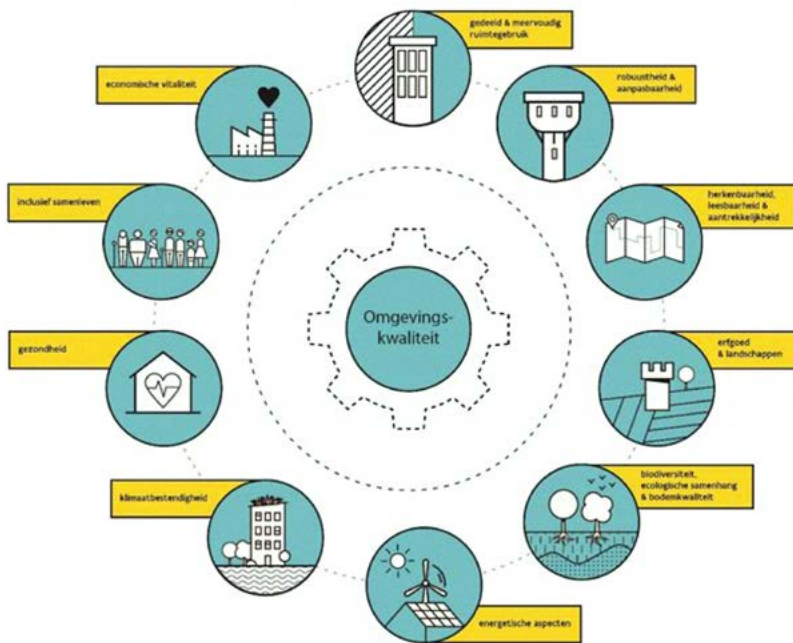 gedeeld & meervoudig
ruimtegebruik
economische vitaliteit
robuustheid &
aanpasbaarheid
inclusief samenleven
herkenbaarheid,
leesbaarheid &
aantrekkelijkheid
Omgevings-
kwaliteit
gezondheid
erfgoed
& landschappen
klimaatbestendigheid
biodiversiteit,
ecologische samenhang
& bodemkwaliteit
energetische aspecten